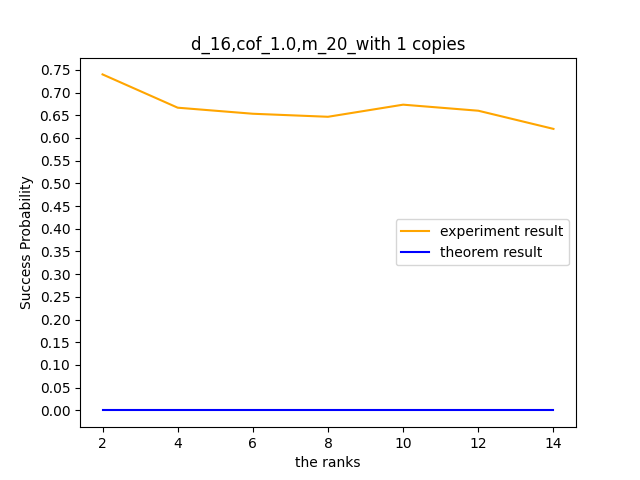 d_16,cof_1.0,m_20_with 1 copies
0.75
0.70
0.65
0.60
0.55
0.50
0.45
0.40
0.35
0.30
0.25
0.20
0.15
0.10
0.05
0.00
Success Probability
experiment result
theorem result
2 4 6 8 10 12 14
the ranks